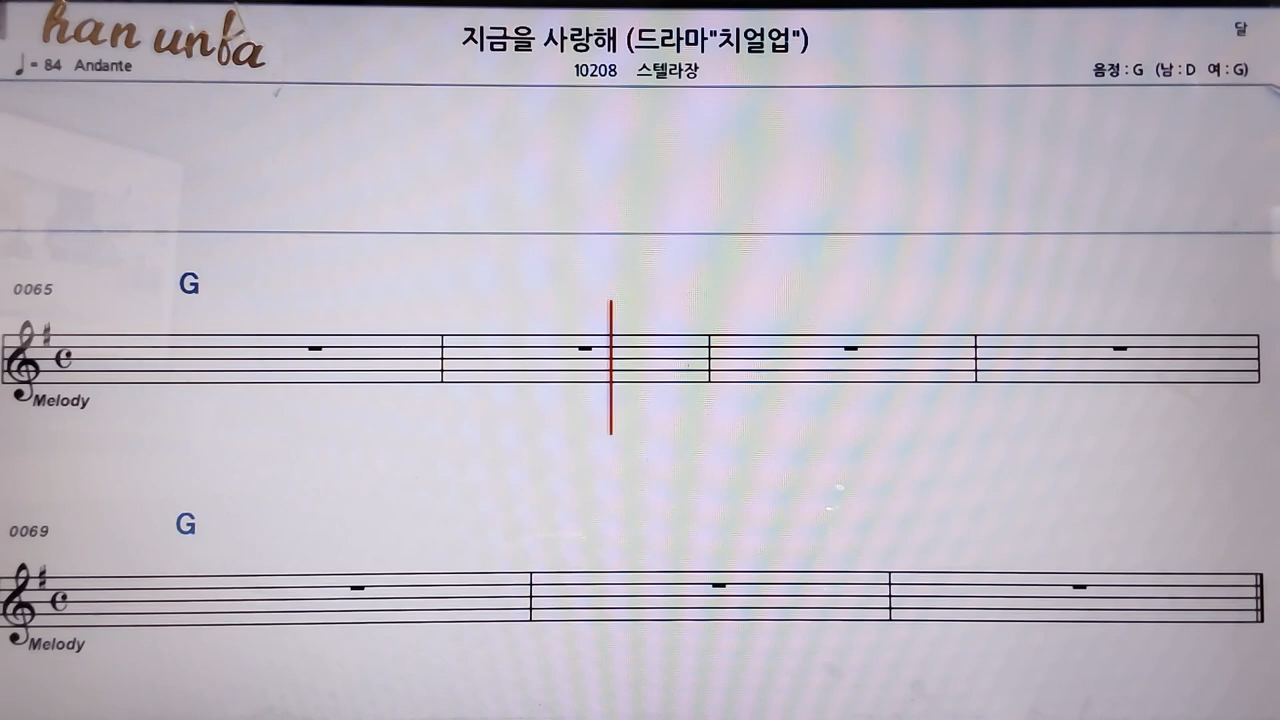 han unba
지금을 사랑해 (드라마"치얼업")
달
♩= 84 Andante
10208 스텔라장
음정 : G (남 : D 여 : G)
0065 G
Melody
0069 G
Melody